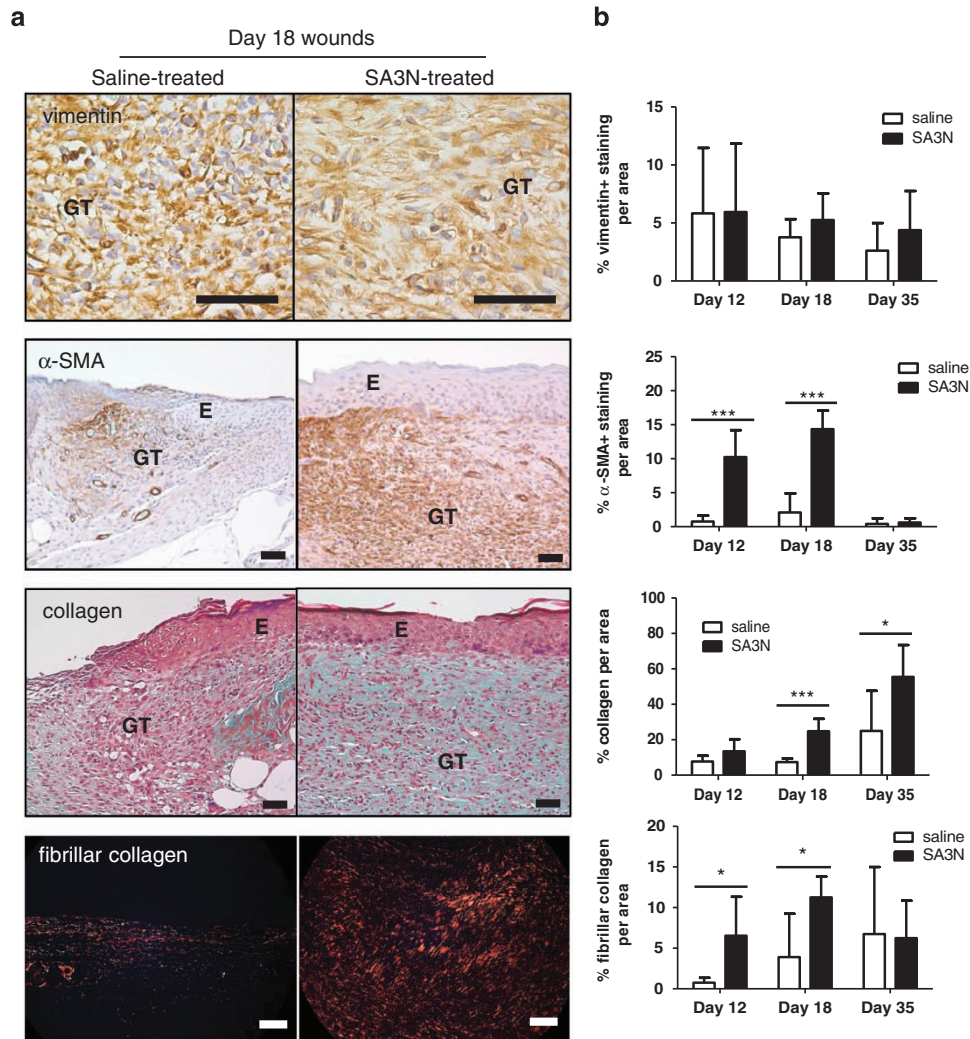 a
Day 18 wounds
Saline-treated
SA3N-treated
vimentin
GT
GT
α-SMA
E
GT
E
GT
collagen
E
GT
E
GT
fibrillar collagen
b
% vimentin+ staining
per area
15
10
5
0
saline
SA3N
Day 12
Day 18
Day 35
% α-SMA+ staining
per area
25
20
15
10
5
0
saline
SA3N
***
***
Day 12
Day 18
Day 35
% collagen per area
100
80
60
40
20
0
saline
SA3N
***
*
Day 12
Day 18
Day 35
% fibrillar collagen
per area
20
15
10
5
0
saline
SA3N
*
*
Day 12
Day 18
Day 35